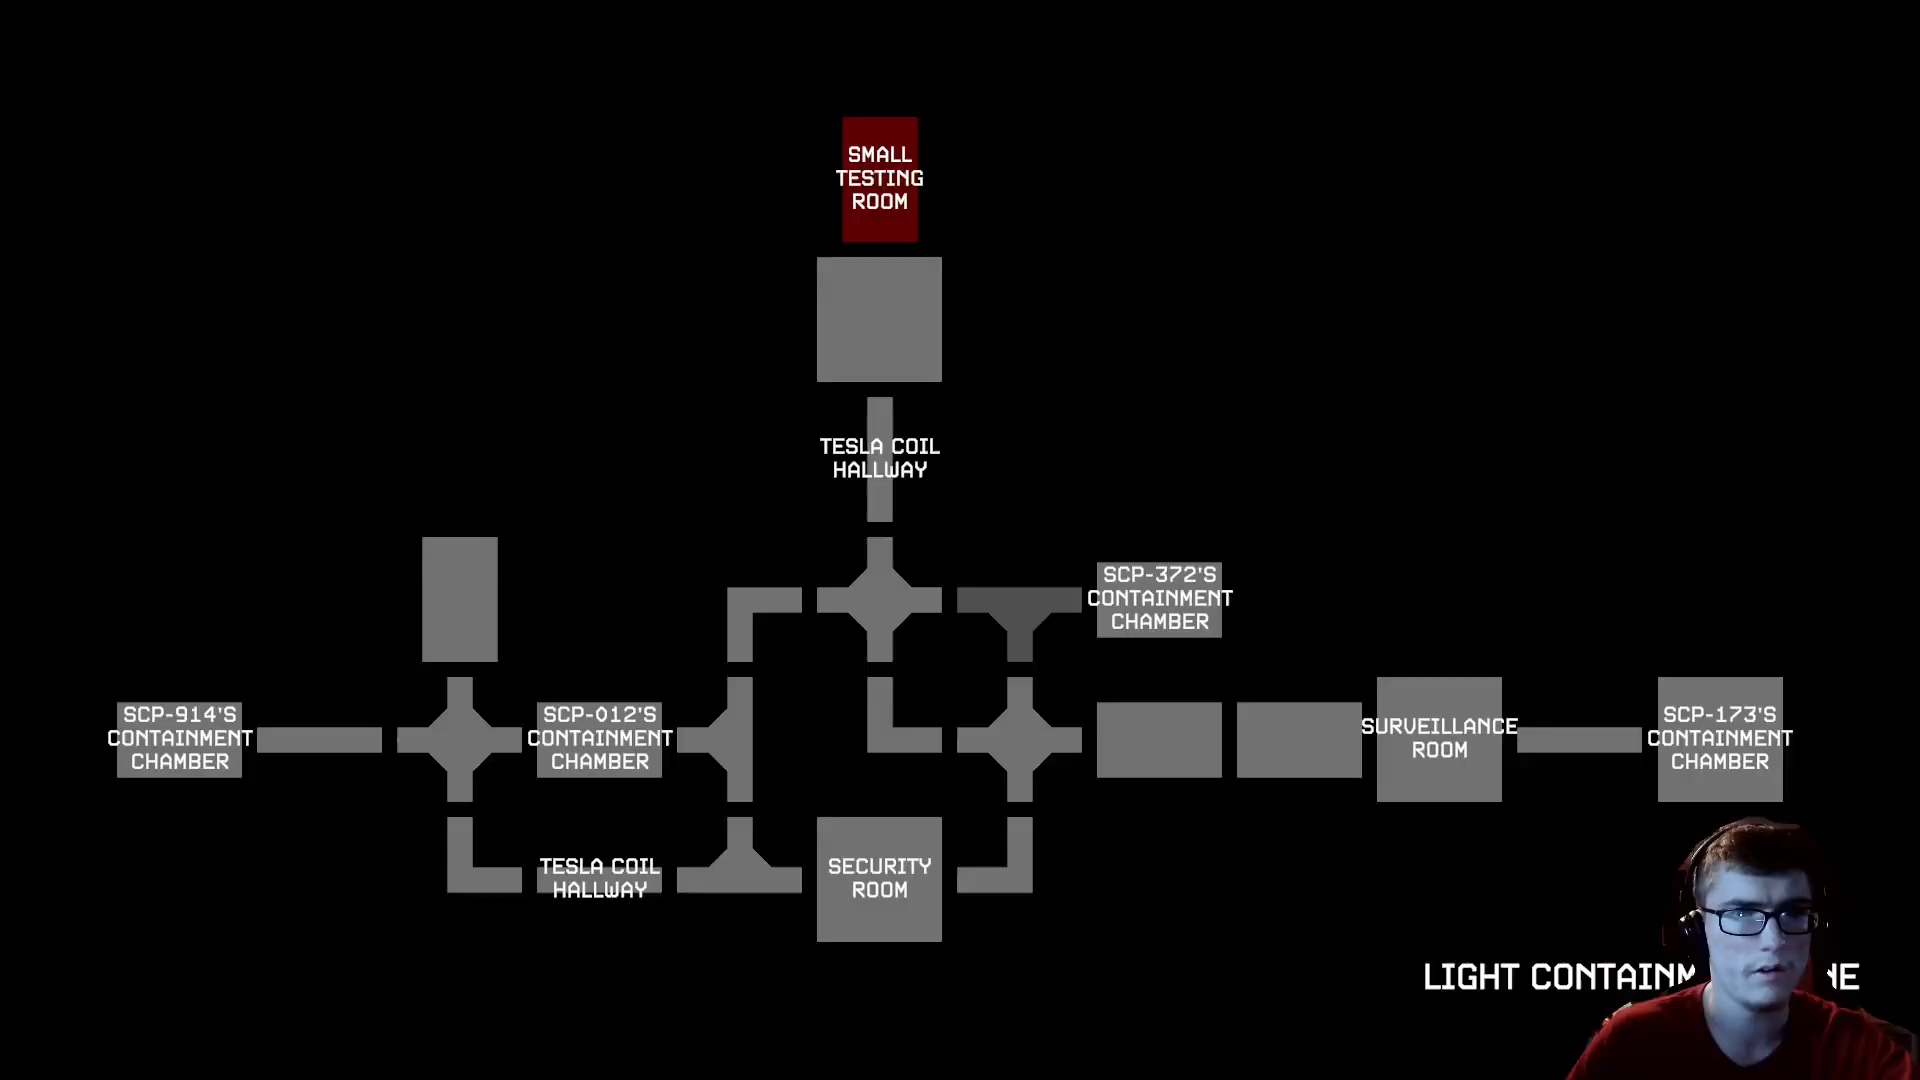 SMALL
TESTING
ROOM
TESLA COIL
HALLWAY
SCP-372'S
CONTAINMENT
CHAMBER
SCP-914'S
CONTAINMENT
CHAMBER
SCP-012'S
CONTAINMENT
CHAMBER
SURVEILLANCE
ROOM
SCP-173'S
CONTAINMENT
CHAMBER
TESLA COIL
HALLWAY
SECURITY
ROOM
LIGHT